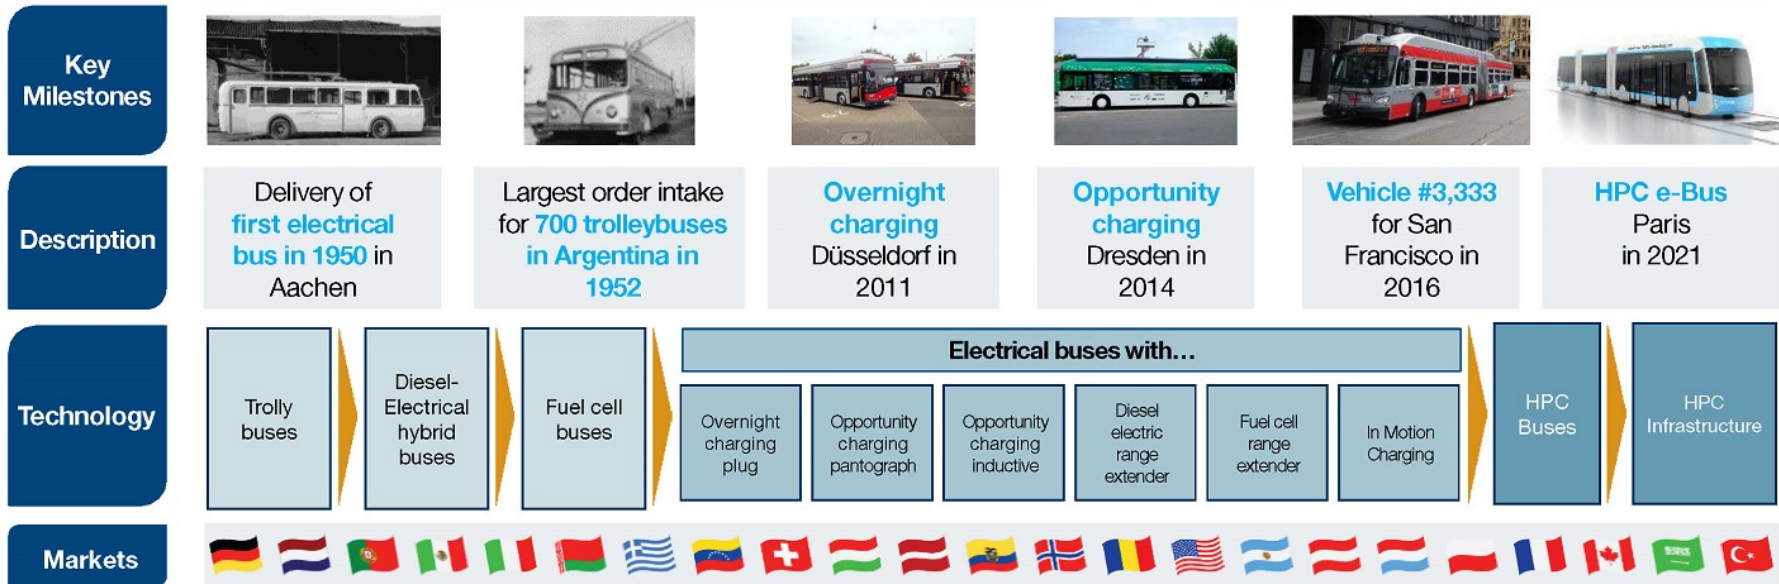 Key
Milestones
Description
Delivery of
first electrical
bus in 1950 in
Aachen
Largest order intake
for 700 trolleybuses
in Argentina in
1952
Overnight
charging
Düsseldorf in
2011
Opportunity
charging
Dresden in
2014
Vehicle #3,333
for San
Francisco in
2016
HPC e-Bus
Paris
in 2021
Technology
Trolly
buses
Diesel-
Electrical
hybrid
buses
Fuel cell
buses
Electrical buses with...
Overnight
charging
plug
Opportunity
charging
pantograph
Opportunity
charging
inductive
Diesel
electric
range
extender
Fuel cell
range
extender
In Motion
Charging
HPC
Buses
HPC
Infrastructure
Markets